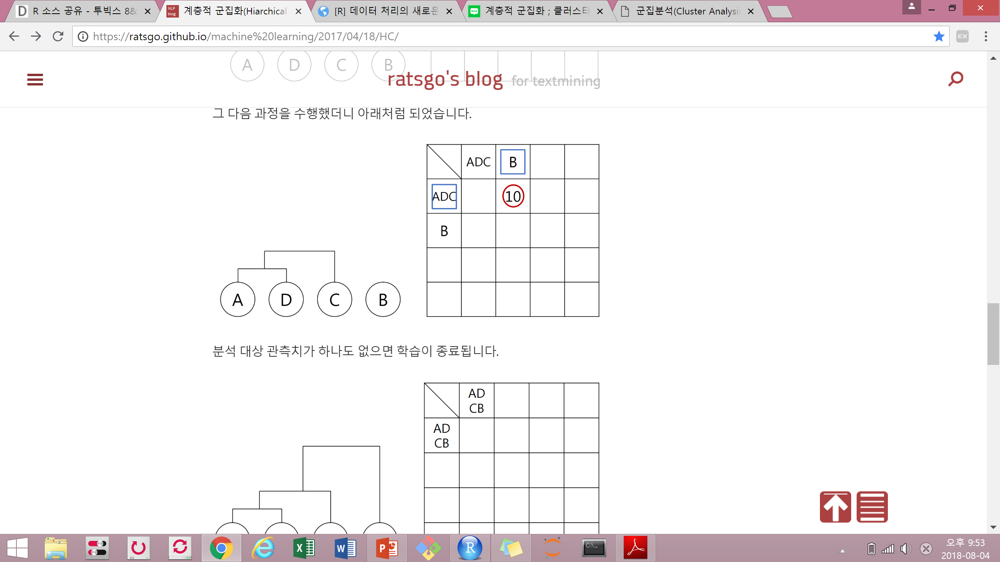 R 소스 공유 - 투빅스 8&
NLP
blog
계층적 군집화(Hiarchical
[R] 데이터 처리의 새로운
blog
계층적 군집화 ; 클러스터
군집분석(Cluster Analysis
https://ratsgo.github.io/machine%20learning/2017/04/18/HC/
EX
A D C B
ratsgo's blog for textmining
그 다음 과정을 수행했더니 아래처럼 되었습니다.
ADC B
ADC 10
B
A D C B
분석 대상 관측치가 하나도 없으면 학습이 종료됩니다.
AD
CB
AD
CB
오후 9:53
2018-08-04